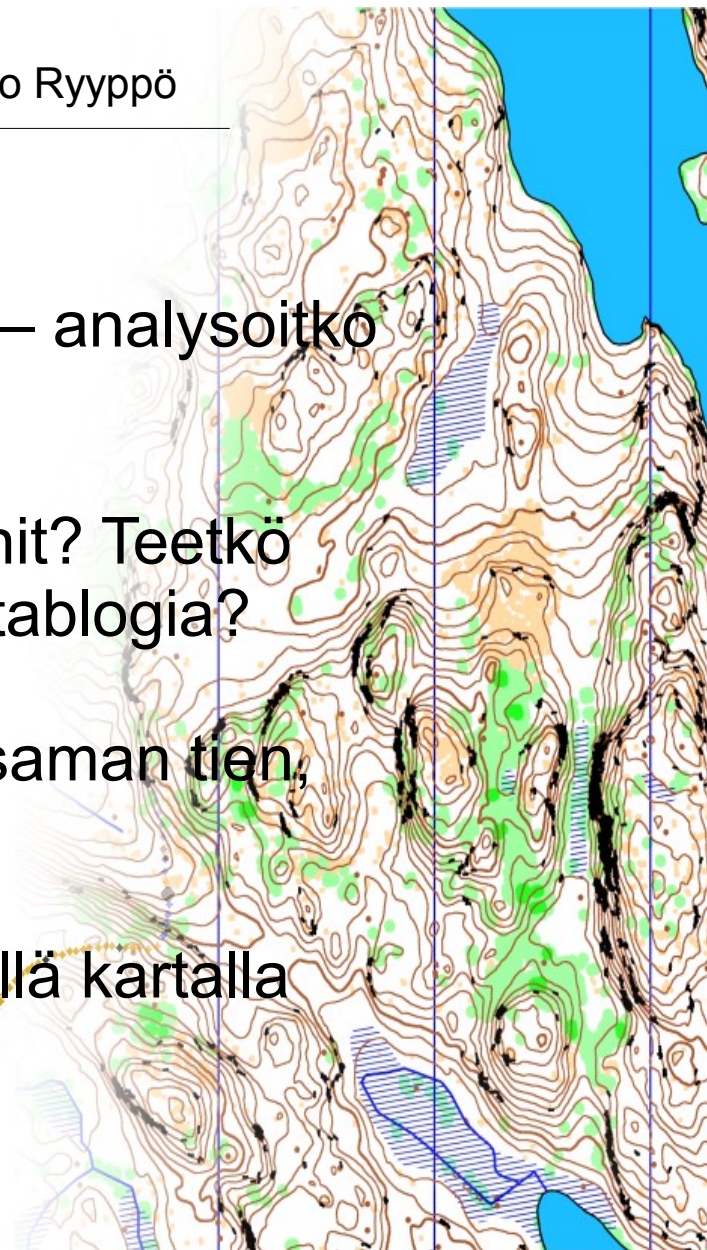 o Ryyppö
– analysoitko
nit? Teetkö
tablogia?
saman tien,
llä kartalla